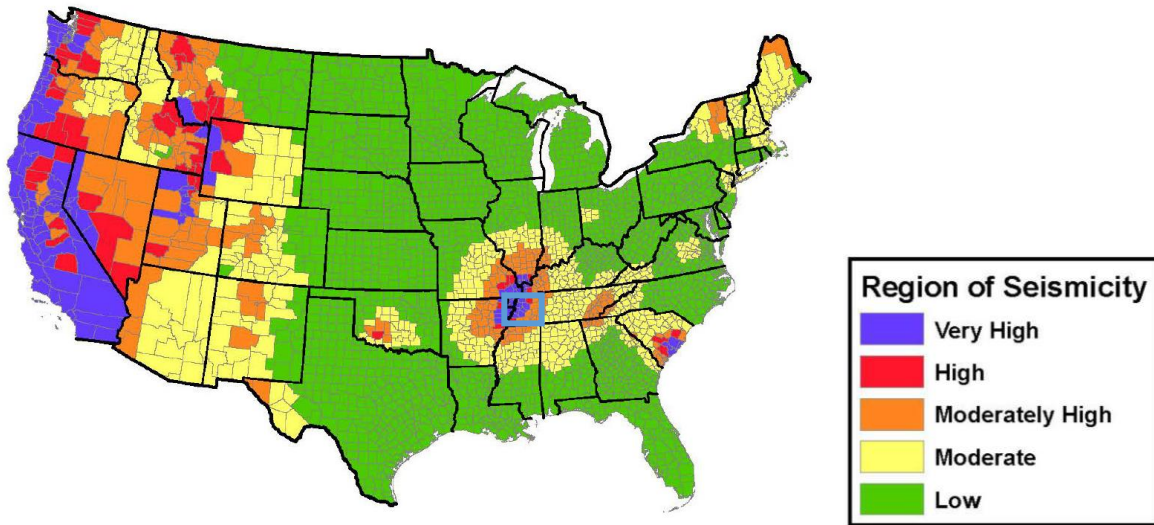 Region of Seismicity
Very High
High
Moderately High
Moderate
Low